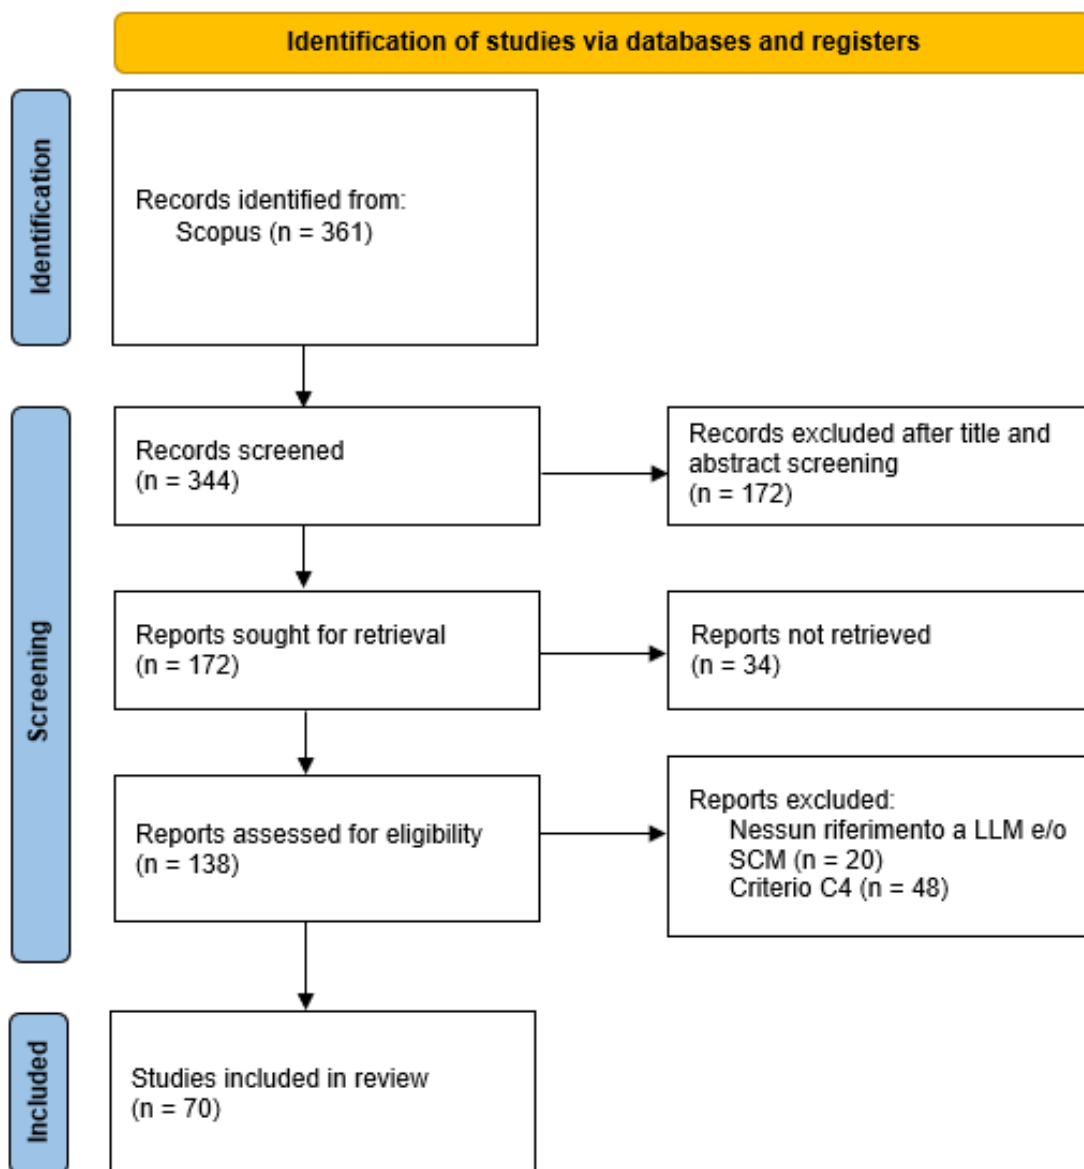 Identification of studies via databases and registers
Identification
Records identified from:
Scopus (n = 361)
Screening
Records screened
(n = 344)
Records excluded after title and
abstract screening
(n = 172)
Reports sought for retrieval
(n = 172)
Reports not retrieved
(n = 34)
Reports assessed for eligibility
(n = 138)
Reports excluded:
Nessun riferimento a LLM e/o
SCM (n = 20)
Criterio C4 (n = 48)
Included
Studies included in review
(n = 70)